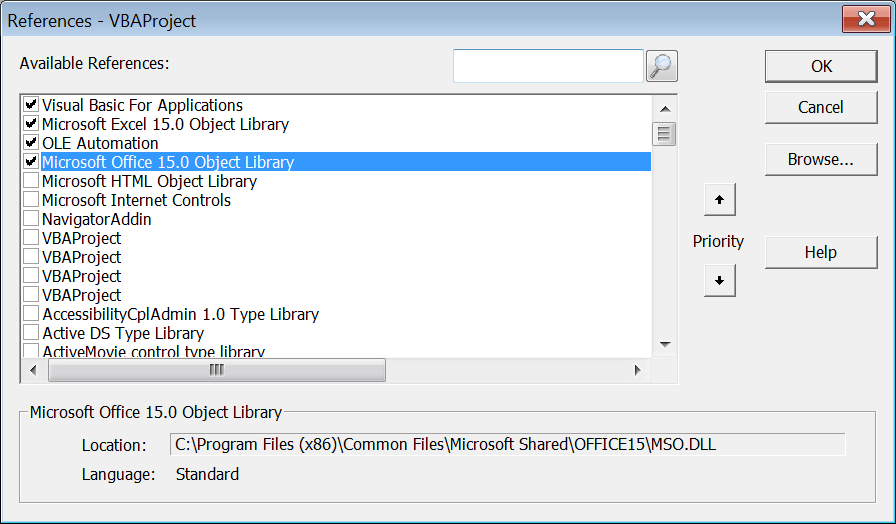 References - VBAProject
Available References:
Visual Basic For Applications
Microsoft Excel 15.0 Object Library
OLE Automation
Microsoft Office 15.0 Object Library
Microsoft HTML Object Library
Microsoft Internet Controls
NavigatorAddin
VBAProject
VBAProject
VBAProject
VBAProject
AccessibilityCplAdmin 1.0 Type Library
Active DS Type Library
ActiveMovie control type library
OK
Cancel
Browse...
Priority
Help
Microsoft Office 15.0 Object Library
Location: C:\Program Files (x86)\Common Files\Microsoft Shared\OFFICE15\MSO.DLL
Language: Standard